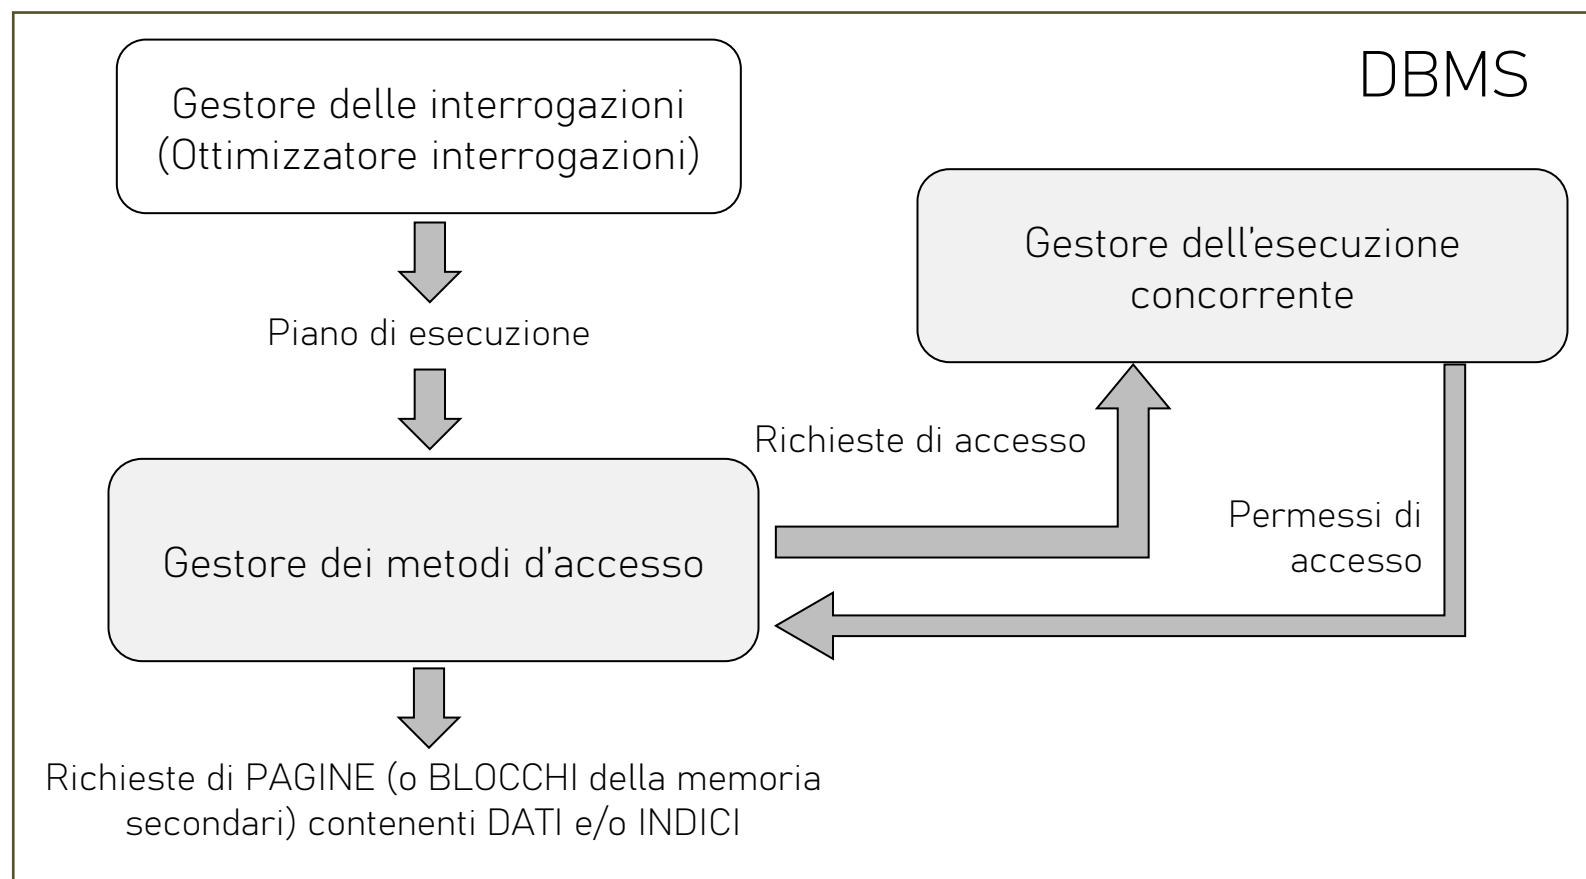 DBMS
Gestore delle interrogazioni
(Ottimizzatore interrogazioni)
Gestore dell'esecuzione
concorrente
Piano di esecuzione
Richieste di accesso
Permessi di
accesso
Gestore dei metodi d'accesso
Richieste di PAGINE (o BLOCCHI della memoria
secondari) contenenti DATI e/o INDICI